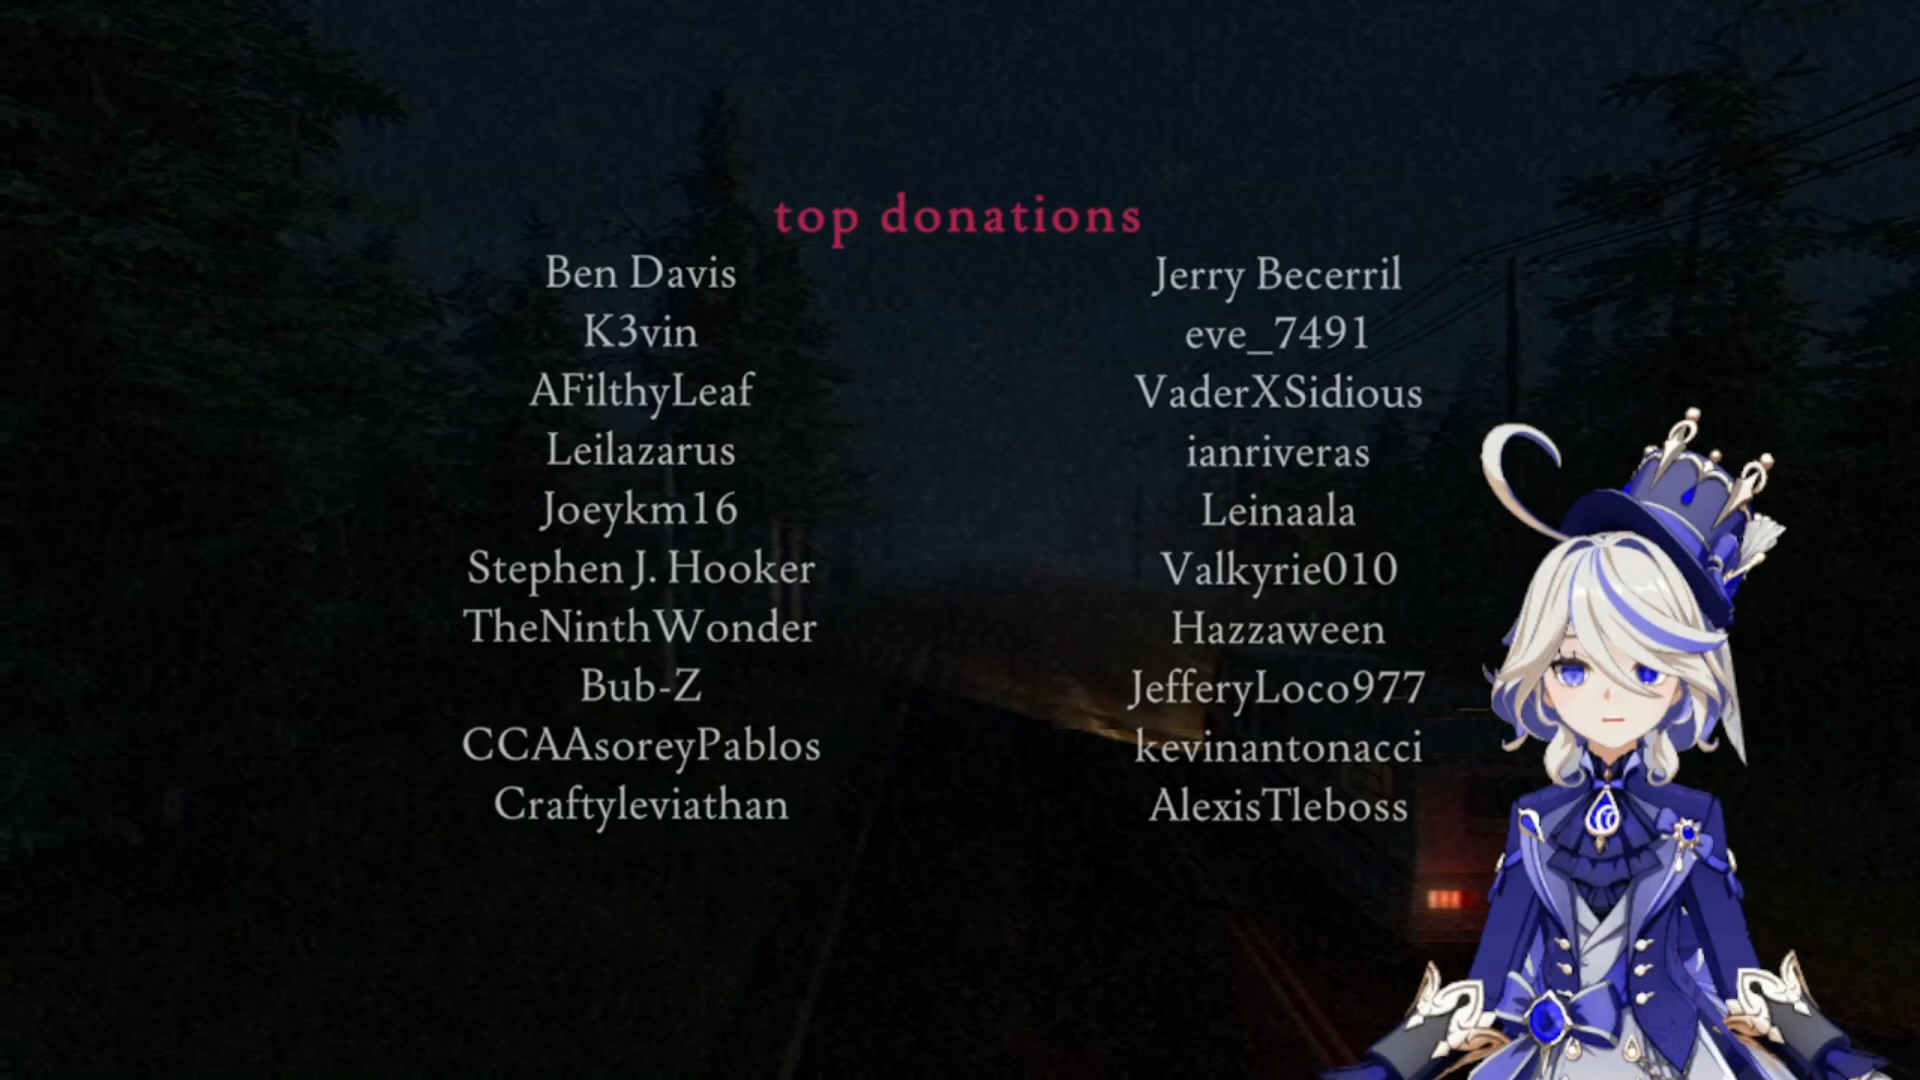 top donations
Ben Davis
K3vin
AFilthyLeaf
Leilazarus
Joeykm16
Stephen J. Hooker
TheNinthWonder
Bub-Z
CCAAsoreyPablos
Craftyleviathan
Jerry Becerril
eve_7491
VaderXSidious
ianriveras
Leinaala
Valkyrie010
Hazzaween
JefferyLoco977
kevinantonacci
AlexisTleboss